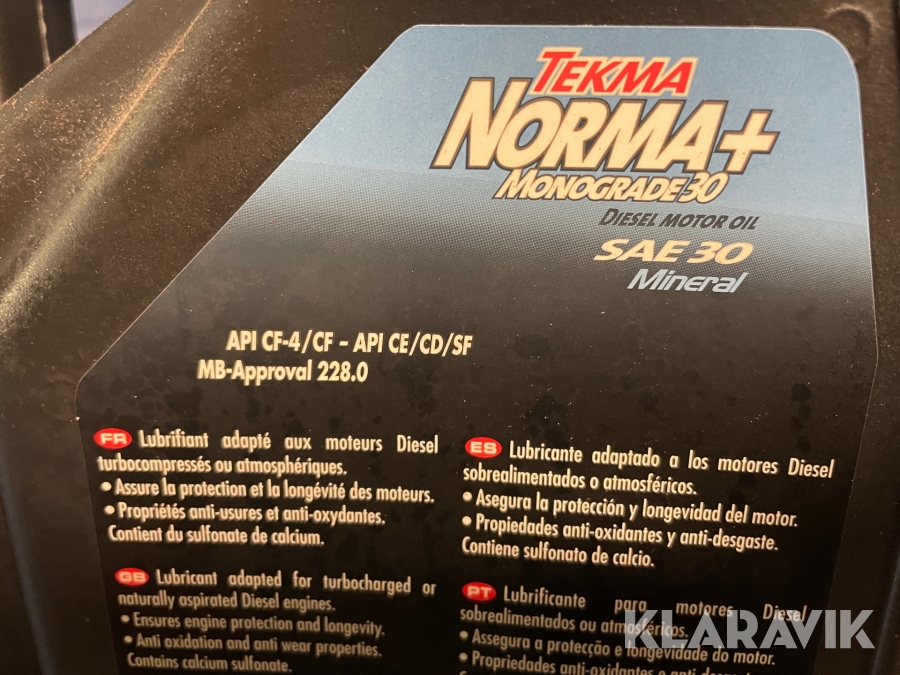 TEKMA
NORMA+
MONOGRADE 30
DIESEL MOTOR OIL
SAE 30
Mineral
API CF-4/CF – API CE/CD/SF
MB-Approval 228.0
FR Lubrifiant adapté aux moteurs Diesel
turbocompressés ou atmosphériques.
• Assure la protection et la longévité des moteurs.
• Propriétés anti-usures et anti-oxydantes.
Contient du sulfonate de calcium.
GB Lubricant adapted for turbocharged or
naturally aspirated Diesel engines.
• Ensures engine protection and longevity.
• Anti oxidation and anti wear properties.
Contains calcium sulfonate.
ES Lubricante adaptado a los motores Diesel
sobrealimentados o atmosféricos.
• Asegura la protección y longevidad del motor.
• Propiedades anti-oxidantes y anti-desgaste.
Contiene sulfonato de calcio.
PT Lubrificante para motores Diesel
sobrealimentados ou atmosféricos.
• Assegura a protecção e longevidade do motor.
• Propriedades anti-oxidantes e
KLARAVIK